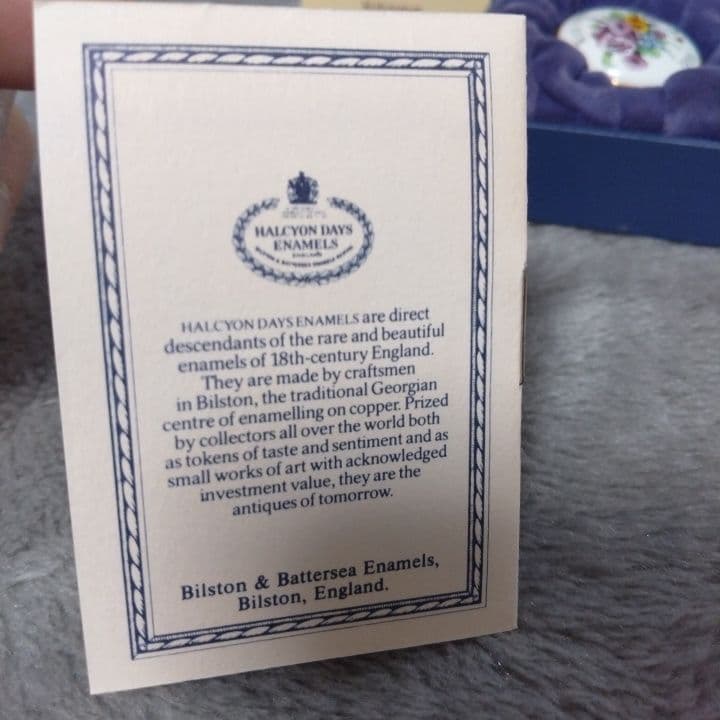 HALCYON DAYS
ENAMELS
HALCYON DAYS ENAMELS are direct
descendants of the rare and beautiful
enamels of 18th-century England.
They are made by craftsmen
in Bilston, the traditional Georgian
centre of enamelling on copper. Prized
by collectors all over the world both
as tokens of taste and sentiment and as
small works of art with acknowledged
investment value, they are the
antiques of tomorrow.
Bilston & Battersea Enamels,
Bilston, England.